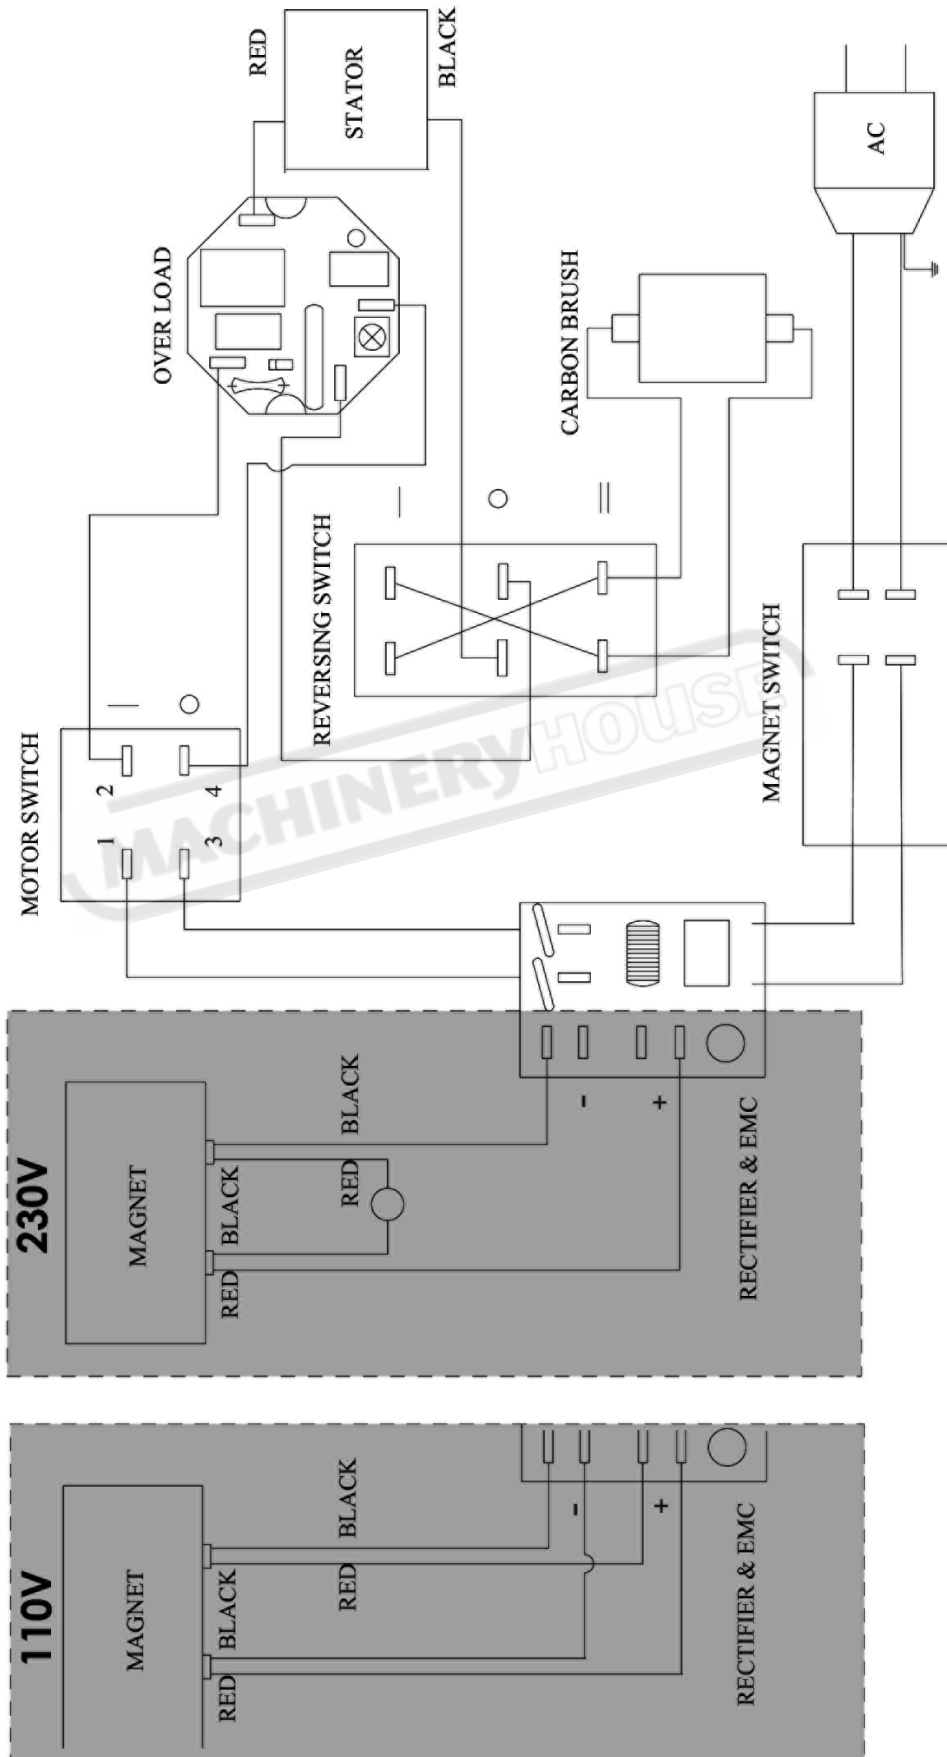 110V
MAGNET
RED
BLACK
RED
BLACK
-
+
RECTIFIER & EMC
230V
MAGNET
RED
BLACK
RED
BLACK
-
+
RECTIFIER & EMC
MOTOR SWITCH
1
2
3
4
OVER LOAD
RED
STATOR
BLACK
REVERSING SWITCH
CARBON BRUSH
MAGNET SWITCH
AC
MACHINERYHOUSE